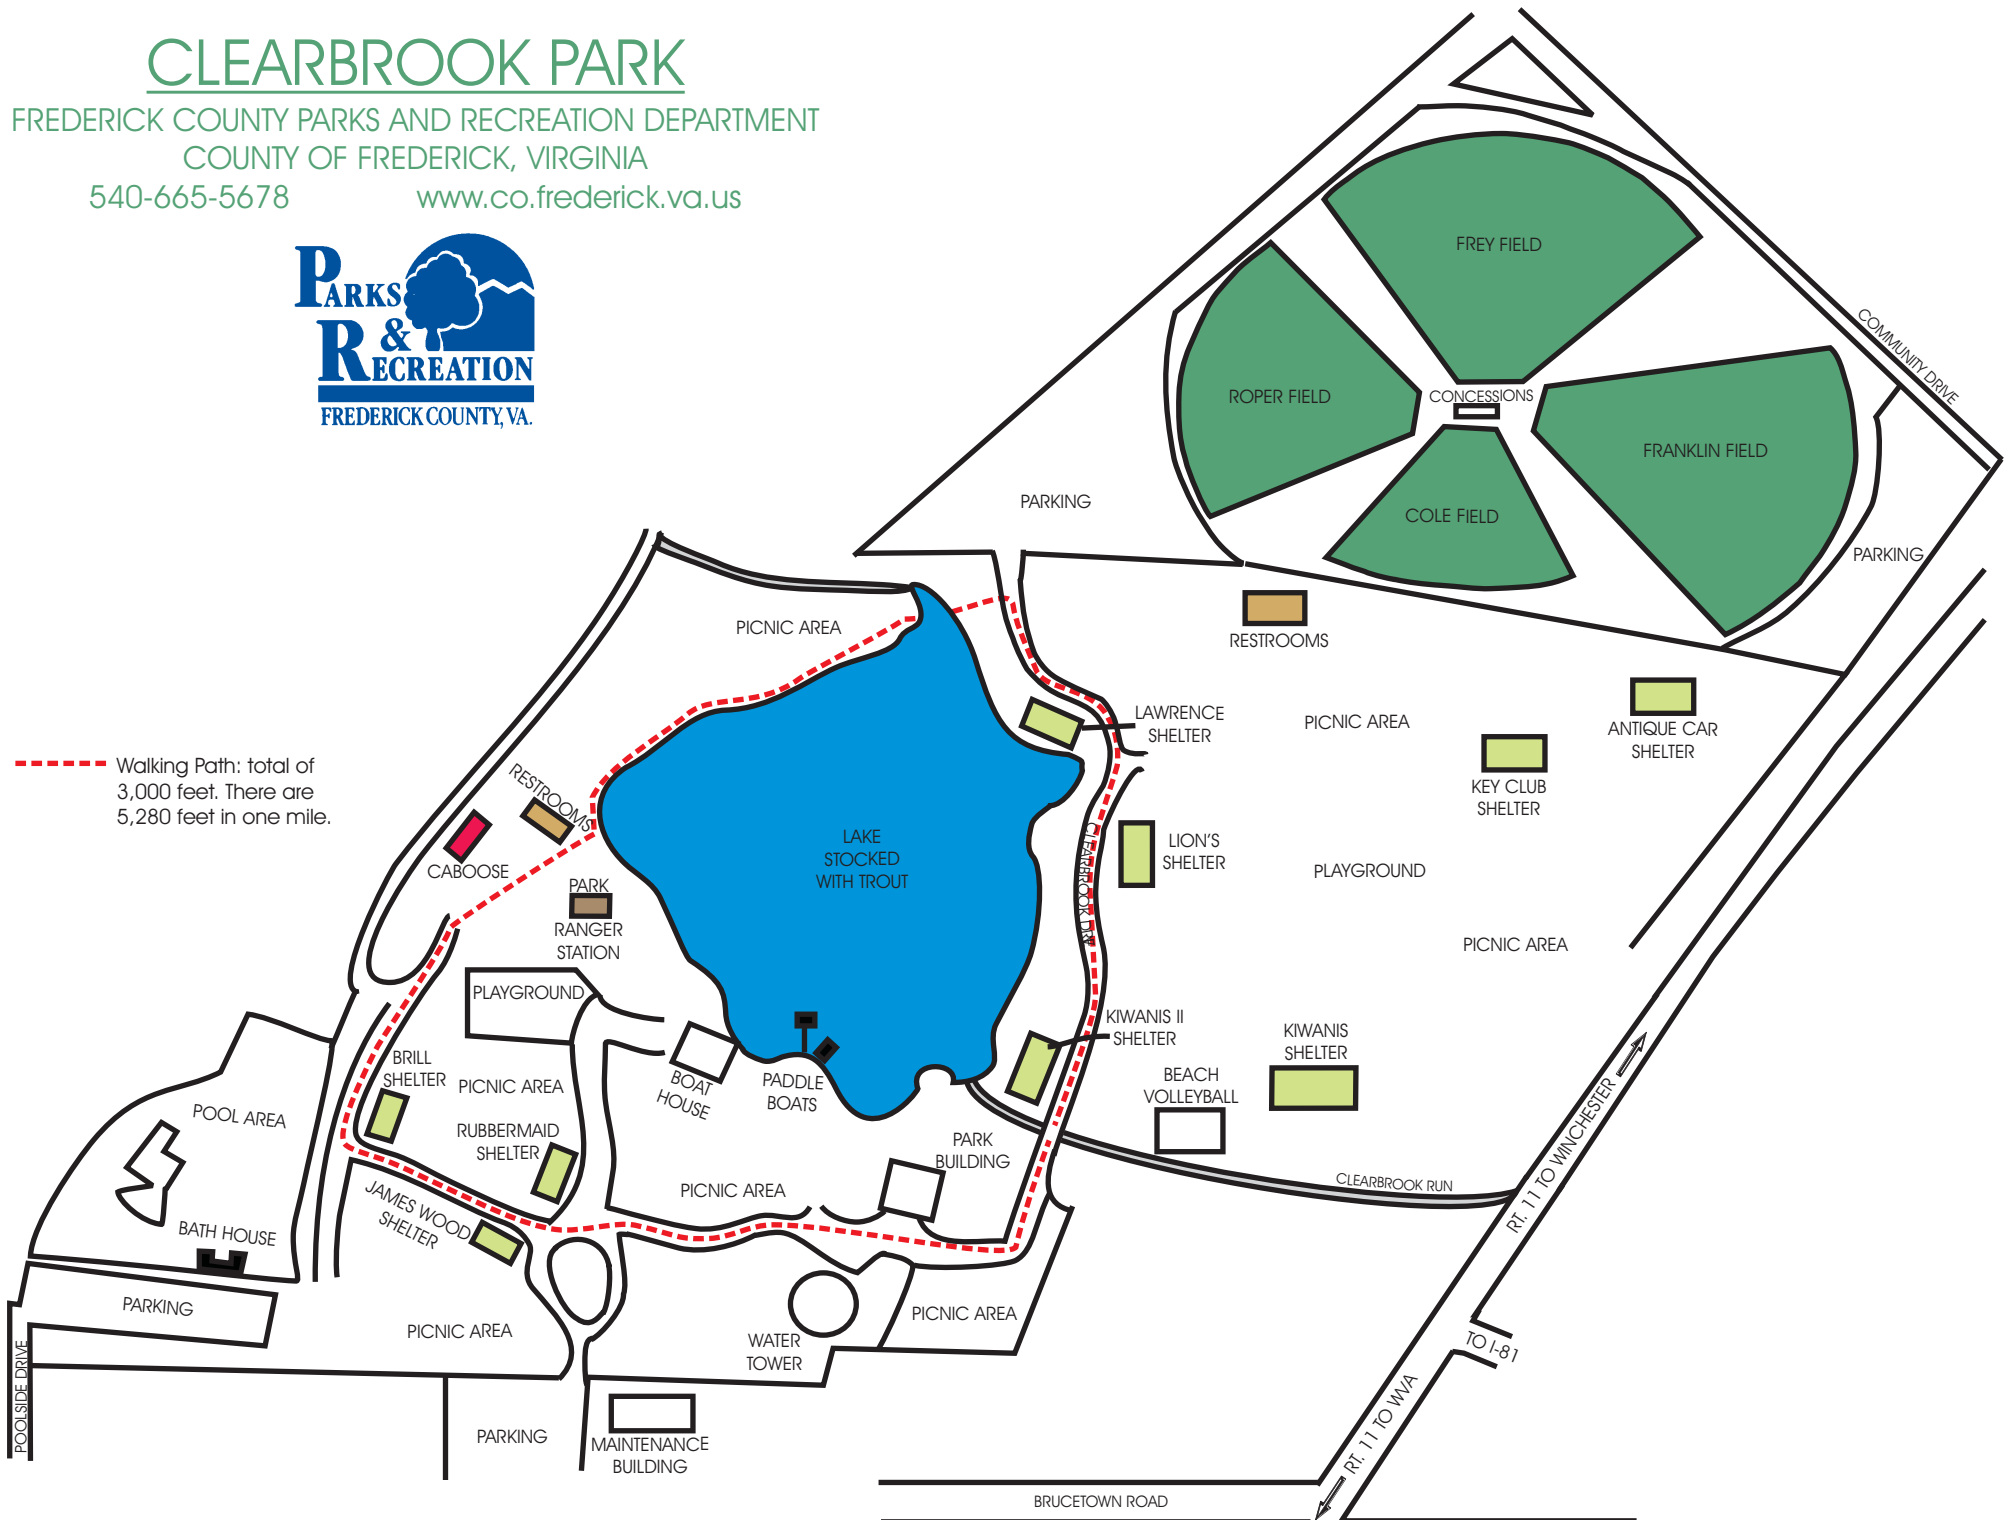 CLEARBROOK PARK
FREDERICK COUNTY PARKS AND RECREATION DEPARTMENT
COUNTY OF FREDERICK, VIRGINIA
540-665-5678 www.co.frederick.va.us
PARKS
&
RECREATION
FREDERICK COUNTY, VA.
FREY FIELD
COMMUNITY DRIVE
ROPER FIELD
CONCESSIONS
FRANKLIN FIELD
COLE FIELD
PARKING
PARKING
PICNIC AREA
RESTROOMS
LAWRENCE
SHELTER
PICNIC AREA
ANTIQUE CAR
SHELTER
KEY CLUB
SHELTER
Walking Path: total of
3,000 feet. There are
5,280 feet in one mile.
RESTROOMS
CABOOSE
LAKE
STOCKED
WITH TROUT
CLEARBROOK DR
LION'S
SHELTER
PLAYGROUND
PARK
RANGER
STATION
PICNIC AREA
PLAYGROUND
KIWANIS II
SHELTER
KIWANIS
SHELTER
BRILL
SHELTER
PICNIC AREA
BOAT
HOUSE
PADDLE
BOATS
BEACH
VOLLEYBALL
POOL AREA
RUBBERMAID
SHELTER
PARK
BUILDING
RT. 11 TO WINCHESTER
CLEARBROOK RUN
PICNIC AREA
JAMES WOOD
SHELTER
BATH HOUSE
PARKING
PICNIC AREA
PICNIC AREA
WATER
TOWER
TO I-81
POOLSIDE DRIVE
RT. 11 TO WVA
PARKING
MAINTENANCE
BUILDING
BRUCETOWN ROAD